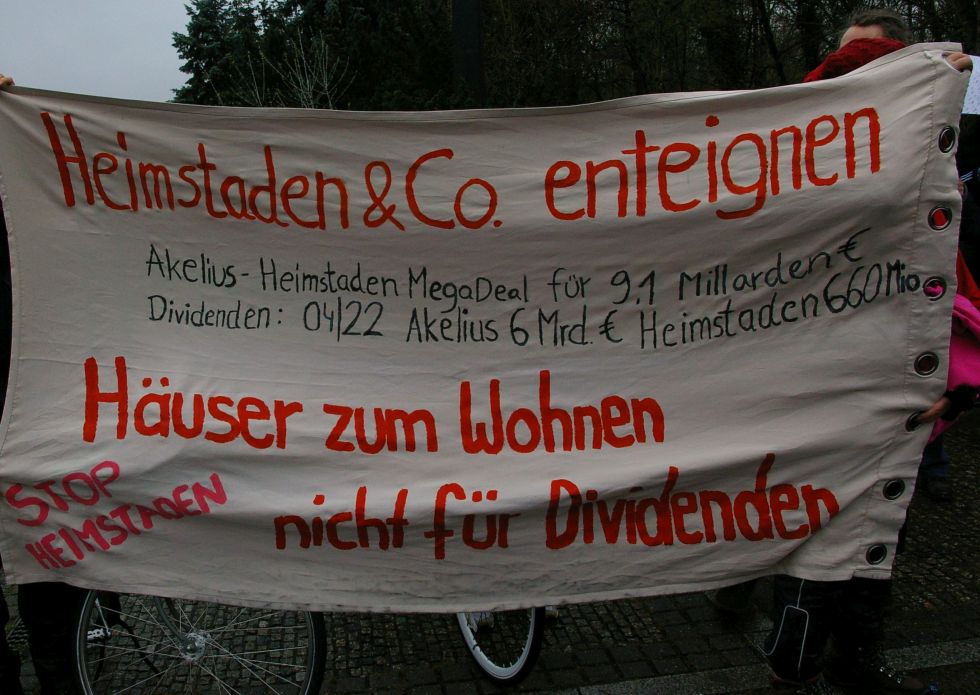 Heimstaden & Co. enteignen
Akelius - Heimstaden MegaDeal für 9,1 Millarden €
Dividenden: 04/22 Akelius 6 Mrd. € Heimstaden 660 Mio
Häuser zum Wohnen
nicht für Dividenden
STOP
HEIMSTADEN